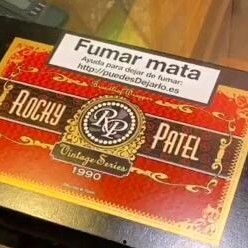 Fumar mata
Ayuda para dejar de fumar:
http://puedesDejarlo.es
ROCKY PATEL
RP
Vintage Series
1990